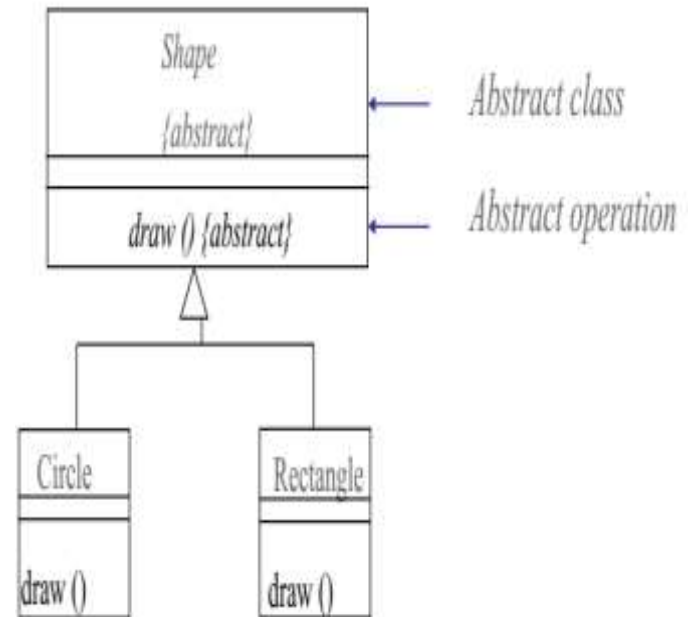 Shape
{abstract}
Abstract class
draw () {abstract}
Abstract operation
Circle
Rectangle
draw ()
draw ()